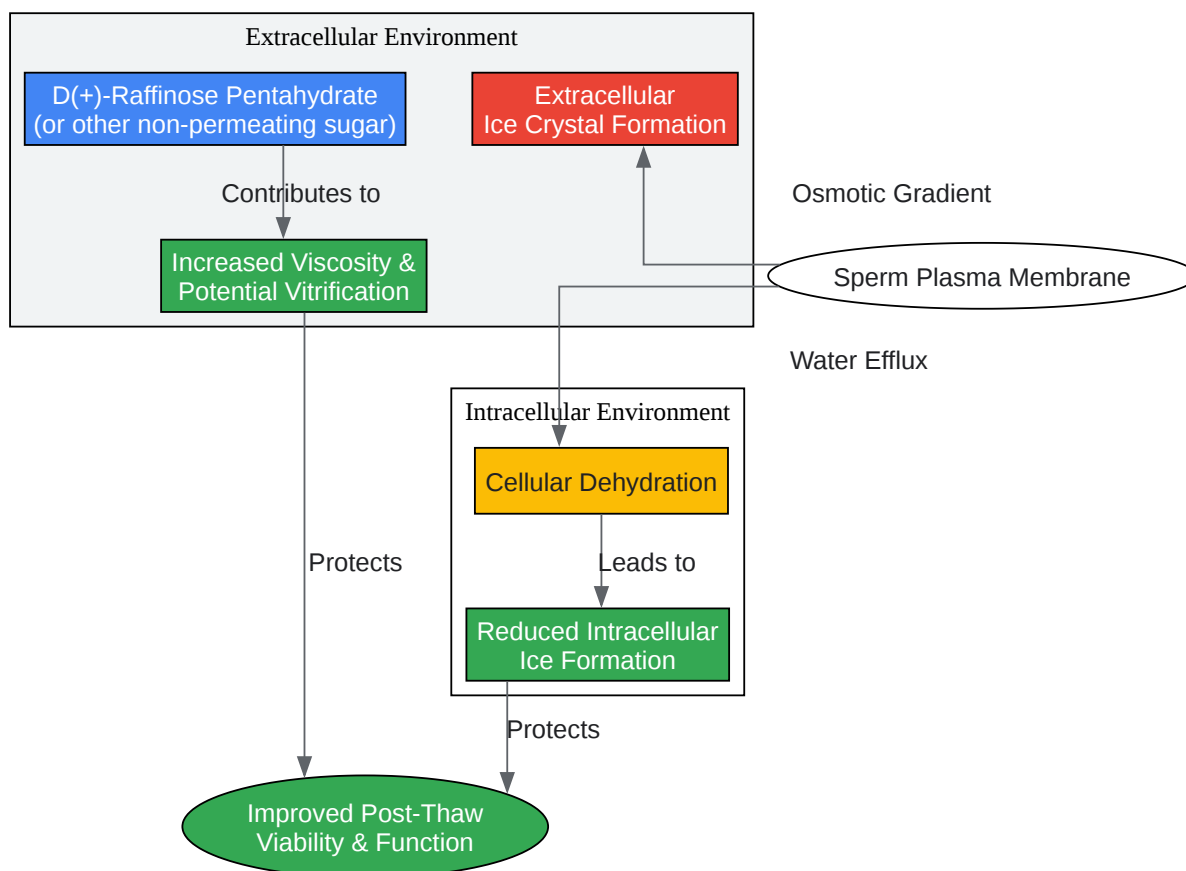 Extracellular Environment
D(+)-Raffinose Pentahydrate
(or other non-permeating sugar)
Extracellular
Ice Crystal Formation
Contributes to
Osmotic Gradient
Increased Viscosity &
Potential Vitrification
Sperm Plasma Membrane
Water Efflux
Intracellular Environment
Cellular Dehydration
Protects
Leads to
Reduced Intracellular
Ice Formation
Protects
Improved Post-Thaw
Viability & Function